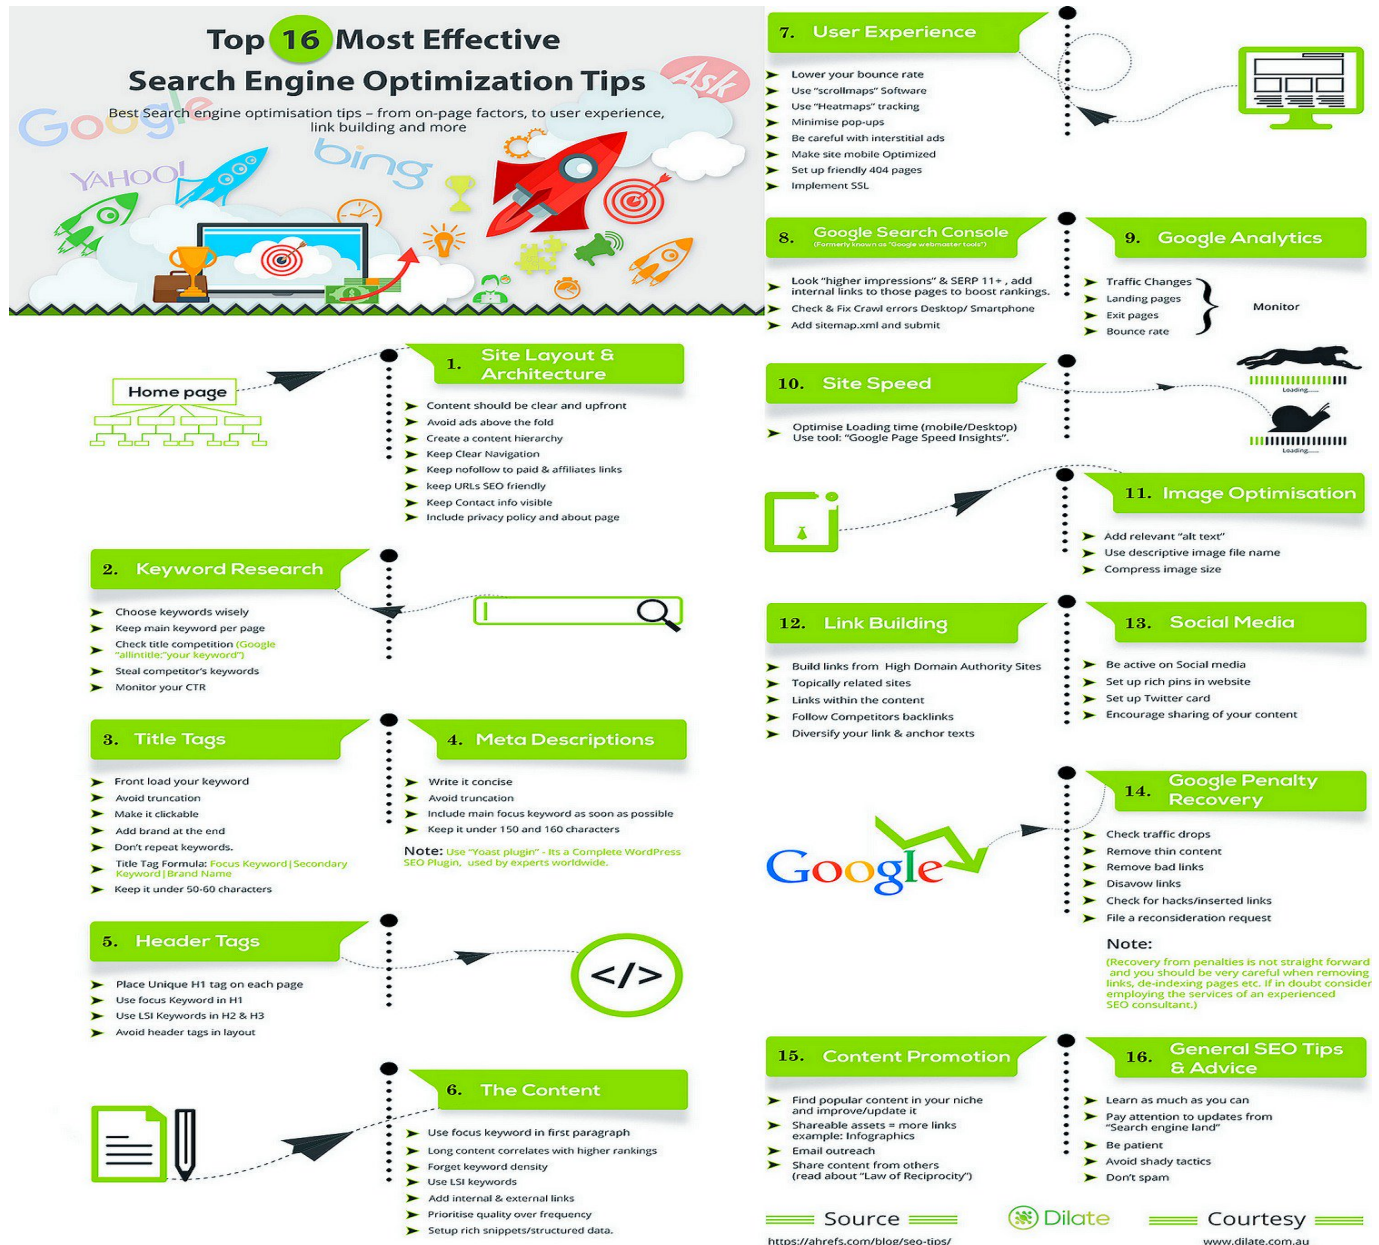 Top 16 Most Effective
Search Engine Optimization Tips
Best Search engine optimisation tips – from on-page factors, to user experience,
link building and more
Google
Ask
YAHOO!
bing
Home page
1. Site Layout &
Architecture
Content should be clear and upfront
Avoid ads above the fold
Create a content hierarchy
Keep Clear Navigation
Keep nofollow to paid & affiliates links
keep URLs SEO friendly
Keep Contact info visible
Include privacy policy and about page
2. Keyword Research
Choose keywords wisely
Keep main keyword per page
Check title competition (Google
"allintitle:"your keyword")
Steal competitor's keywords
Monitor your CTR
3. Title Tags
Front load your keyword
Avoid truncation
Make it clickable
Add brand at the end
Don't repeat keywords.
Title Tag Formula: Focus Keyword|Secondary
Keyword|Brand Name
Keep it under 50-60 characters
4. Meta Descriptions
Write it concise
Avoid truncation
Include main focus keyword as soon as possible
Keep it under 150 and 160 characters
Note: Use "Yoast plugin" - Its a Complete WordPress
SEO Plugin, used by experts worldwide.
5. Header Tags
Place Unique H1 tag on each page
Use focus Keyword in H1
Use LSI Keywords in H2 & H3
Avoid header tags in layout
</>
6. The Content
Use focus keyword in first paragraph
Long content correlates with higher rankings
Forget keyword density
Use LSI keywords
Add internal & external links
Prioritise quality over frequency
Setup rich snippets/structured data.
7. User Experience
Lower your bounce rate
Use "scrollmaps" Software
Use "Heatmaps" tracking
Minimise pop-ups
Be careful with interstitial ads
Make site mobile Optimized
Set up friendly 404 pages
Implement SSL
8. Google Search Console
(Formerly known as "Google webmaster tools")
Look "higher impressions" & SERP 11+ , add
internal links to those pages to boost rankings.
Check & Fix Crawl errors Desktop/ Smartphone
Add sitemap.xml and submit
9. Google Analytics
Traffic Changes
Landing pages
Exit pages
Bounce rate
Monitor
10. Site Speed
Optimise Loading time (mobile/Desktop)
Use tool: "Google Page Speed Insights".
Loading......
Loading......
11. Image Optimisation
Add relevant "alt text"
Use descriptive image file name
Compress image size
12. Link Building
Build links from High Domain Authority Sites
Topically related sites
Links within the content
Follow Competitors backlinks
Diversify your link & anchor texts
13. Social Media
Be active on Social media
Set up rich pins in website
Set up Twitter card
Encourage sharing of your content
Google
14. Google Penalty
Recovery
Check traffic drops
Remove thin content
Remove bad links
Disavow links
Check for hacks/inserted links
File a reconsideration request
Note:
(Recovery from penalties is not straight forward
and you should be very careful when removing
links, de-indexing pages etc. If in doubt consider
employing the services of an experienced
SEO consultant.)
15. Content Promotion
Find popular content in your niche
and improve/update it
Shareable assets = more links
example: Infographics
Email outreach
Share content from others
(read about "Law of Reciprocity")
16. General SEO Tips
& Advice
Learn as much as you can
Pay attention to updates from
"Search engine land"
Be patient
Avoid shady tactics
Don't spam
Source
https://ahrefs.com/blog/seo-tips/
Dilate
Courtesy
www.dilate.com.au